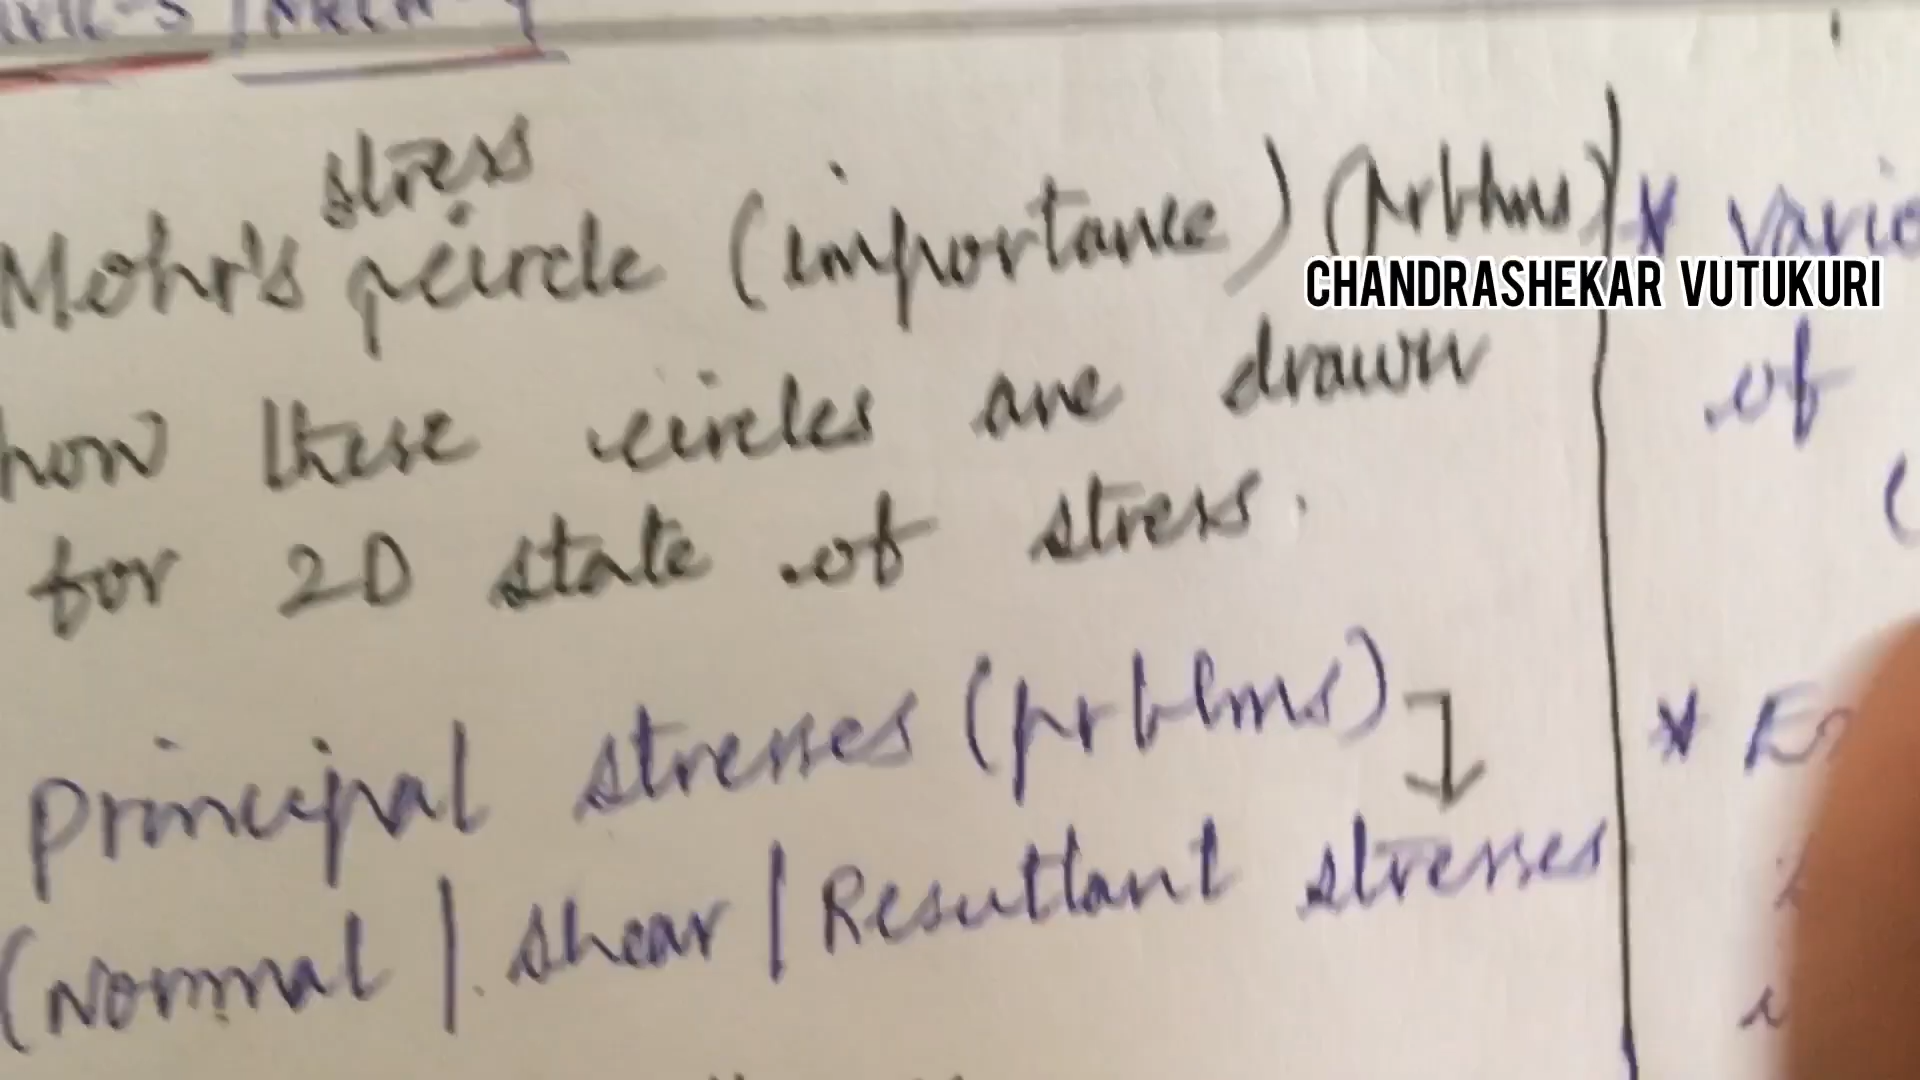 stress
Mohr's circle (importance) (prblms)
how these circles are drawn
for 2D state of stress.
Principal stresses (prblms)
(Normal | shear | Resultant stresses
*
of
*
CHANDRASHEKAR VUTUKURI